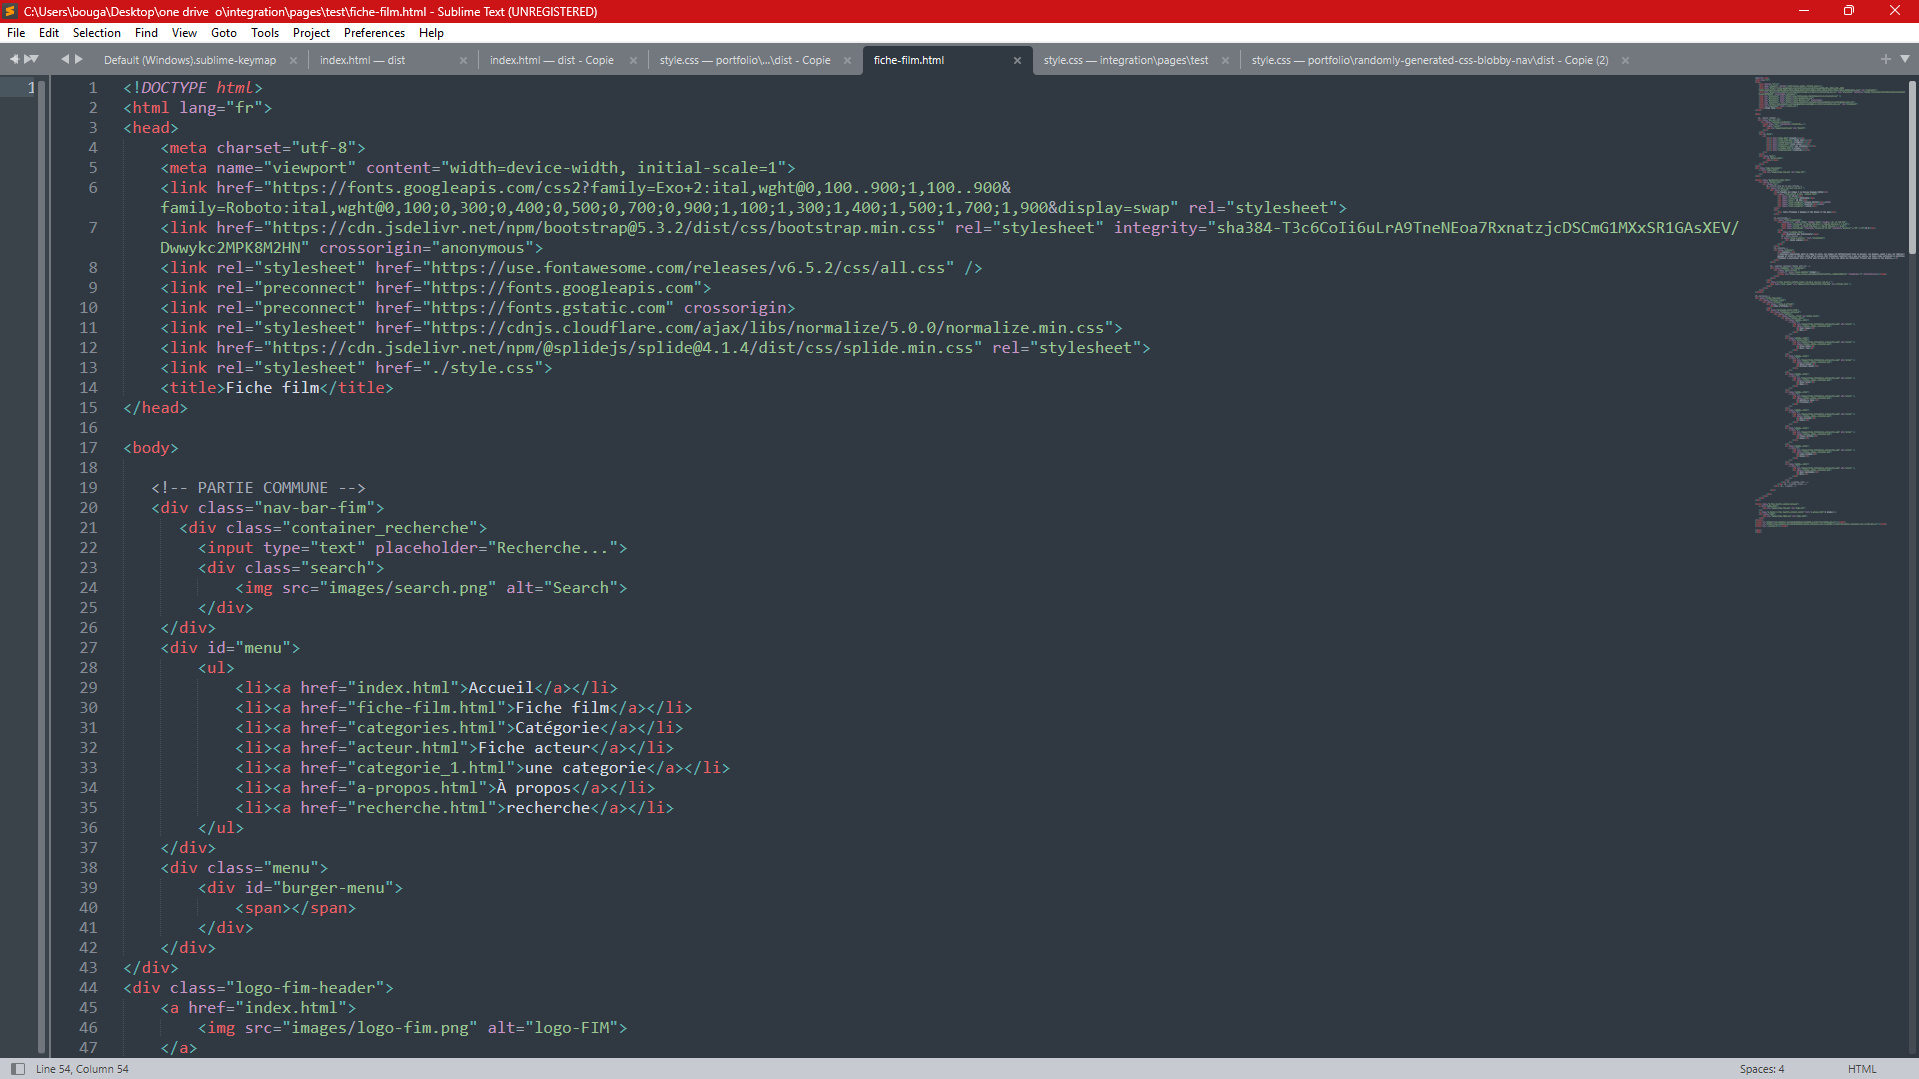 C:\Users\bouga\Desktop\one drive  o\integration\pages\test\fiche-film.html - Sublime Text (UNREGISTERED)
File Edit Selection Find View Goto Tools Project Preferences Help
Default (Windows).sublime-keymap index.html — dist index.html — dist - Copie style.css — portfolio\...\dist - Copie fiche-film.html style.css — integration\pages\test style.css — portfolio\randomly-generated-css-blobby-nav\dist - Copie (2)
1 1 <!DOCTYPE html>
2 <html lang="fr">
3 <head>
4 <meta charset="utf-8">
5 <meta name="viewport" content="width=device-width, initial-scale=1">
6 <link href="https://fonts.googleapis.com/css2?family=Exo+2:ital,wght@0,100..900;1,100..900&
family=Roboto:ital,wght@0,100;0,300;0,400;0,500;0,700;0,900;1,100;1,300;1,400;1,500;1,700;1,900&display=swap" rel="stylesheet">
7 <link href="https://cdn.jsdelivr.net/npm/bootstrap@5.3.2/dist/css/bootstrap.min.css" rel="stylesheet" integrity="sha384-T3c6CoIi6uLrA9TneNEoa7RxnatzjcDSCmG1MXxSR1GAsXEV/
Dwwykc2MPK8M2HN" crossorigin="anonymous">
8 <link rel="stylesheet" href="https://use.fontawesome.com/releases/v6.5.2/css/all.css" />
9 <link rel="preconnect" href="https://fonts.googleapis.com">
10 <link rel="preconnect" href="https://fonts.gstatic.com" crossorigin>
11 <link rel="stylesheet" href="https://cdnjs.cloudflare.com/ajax/libs/normalize/5.0.0/normalize.min.css">
12 <link href="https://cdn.jsdelivr.net/npm/@splidejs/splide@4.1.4/dist/css/splide.min.css" rel="stylesheet">
13 <link rel="stylesheet" href="./style.css">
14 <title>Fiche film</title>
15 </head>
16
17 <body>
18
19 <!-- PARTIE COMMUNE -->
20 <div class="nav-bar-fim">
21 <div class="container_recherche">
22 <input type="text" placeholder="Recherche...">
23 <div class="search">
24 <img src="images/search.png" alt="Search">
25 </div>
26 </div>
27 <div id="menu">
28 <ul>
29 <li><a href="index.html">Accueil</a></li>
30 <li><a href="fiche-film.html">Fiche film</a></li>
31 <li><a href="categories.html">Catégorie</a></li>
32 <li><a href="acteur.html">Fiche acteur</a></li>
33 <li><a href="categorie_1.html">une categorie</a></li>
34 <li><a href="a-propos.html">À propos</a></li>
35 <li><a href="recherche.html">recherche</a></li>
36 </ul>
37 </div>
38 <div class="menu">
39 <div id="burger-menu">
40 <span></span>
41 </div>
42 </div>
43 </div>
44 <div class="logo-fim-header">
45 <a href="index.html">
46 <img src="images/logo-fim.png" alt="logo-FIM">
47 </a>
Line 54, Column 54 Spaces: 4 HTML